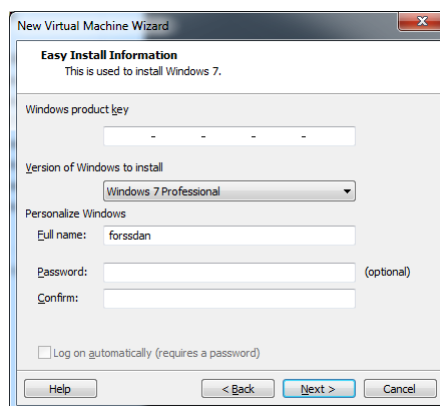 New Virtual Machine Wizard
Easy Install Information
This is used to install Windows 7.
Windows product key
- - - -
Version of Windows to install
Windows 7 Professional
Personalize Windows
Full name: forssdan
Password: (optional)
Confirm:
Log on automatically (requires a password)
Help < Back Next > Cancel